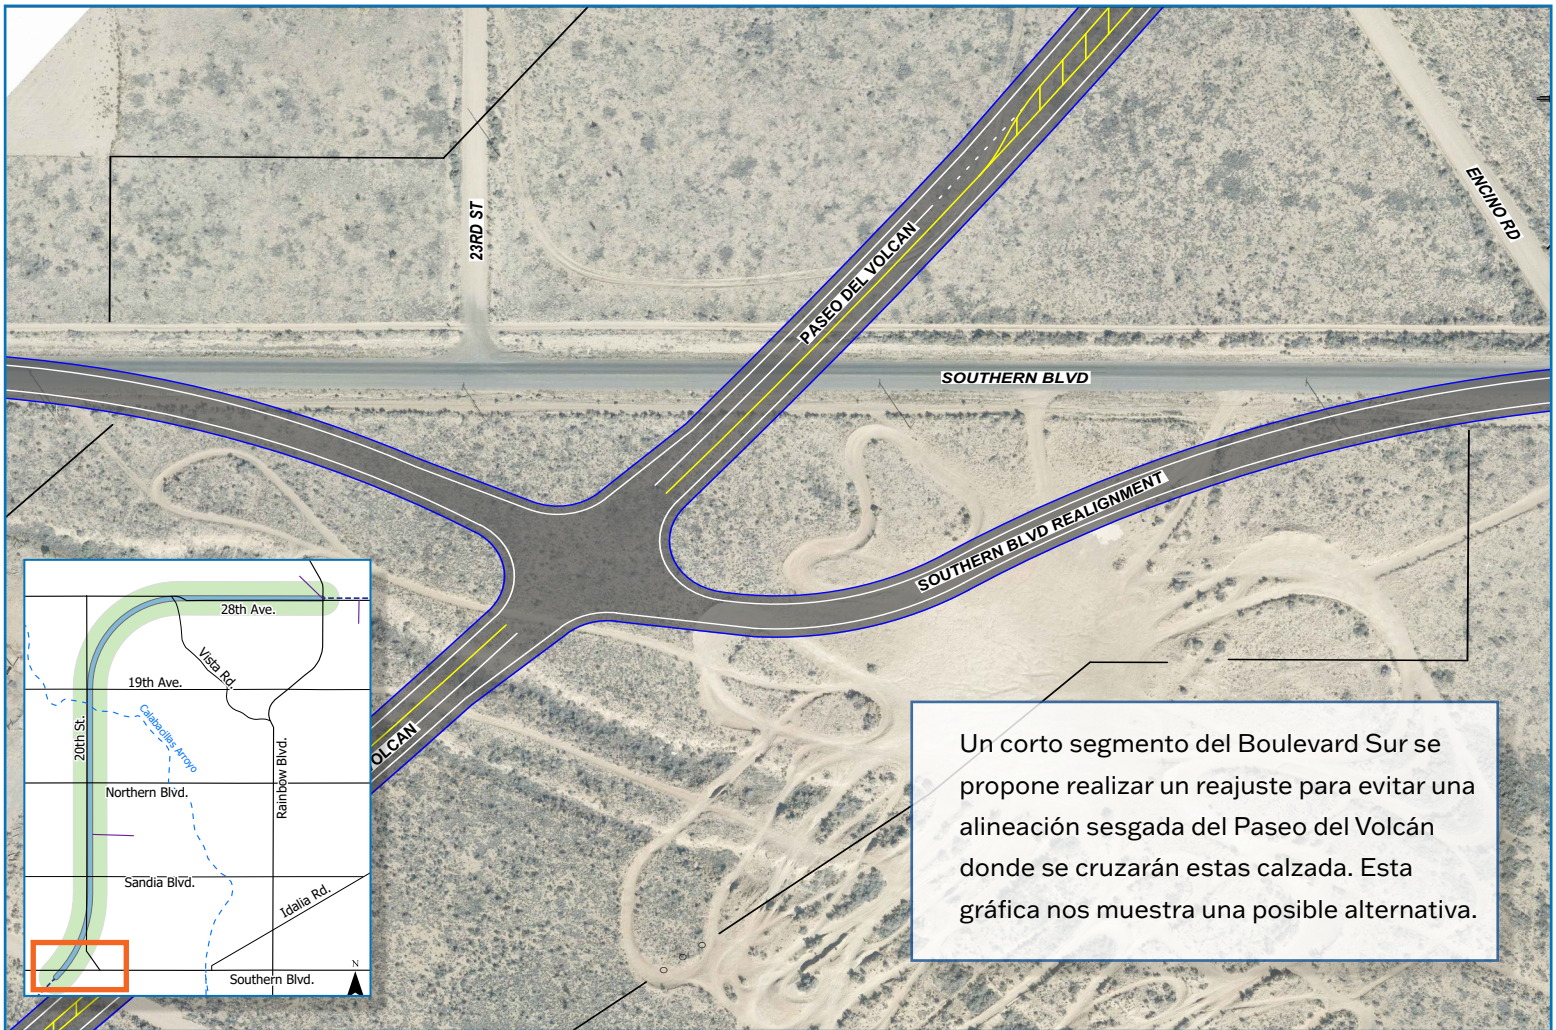 23RD ST
PASEO DEL VOLCAN
ENCINO RD
SOUTHERN BLVD
SOUTHERN BLVD REALIGNMENT
OLCAN
28th Ave.
Vista Rd.
19th Ave.
20th St.
Calabacillas Arroyo
Northern Blvd.
Rainbow Blvd.
Sandia Blvd.
Idalia Rd.
N
Southern Blvd.
Un corto segmento del Boulevard Sur se
propone realizar un reajuste para evitar una
alineación sesgada del Paseo del Volcán
donde se cruzarán estas calzada. Esta
gráfica nos muestra una posible alternativa.